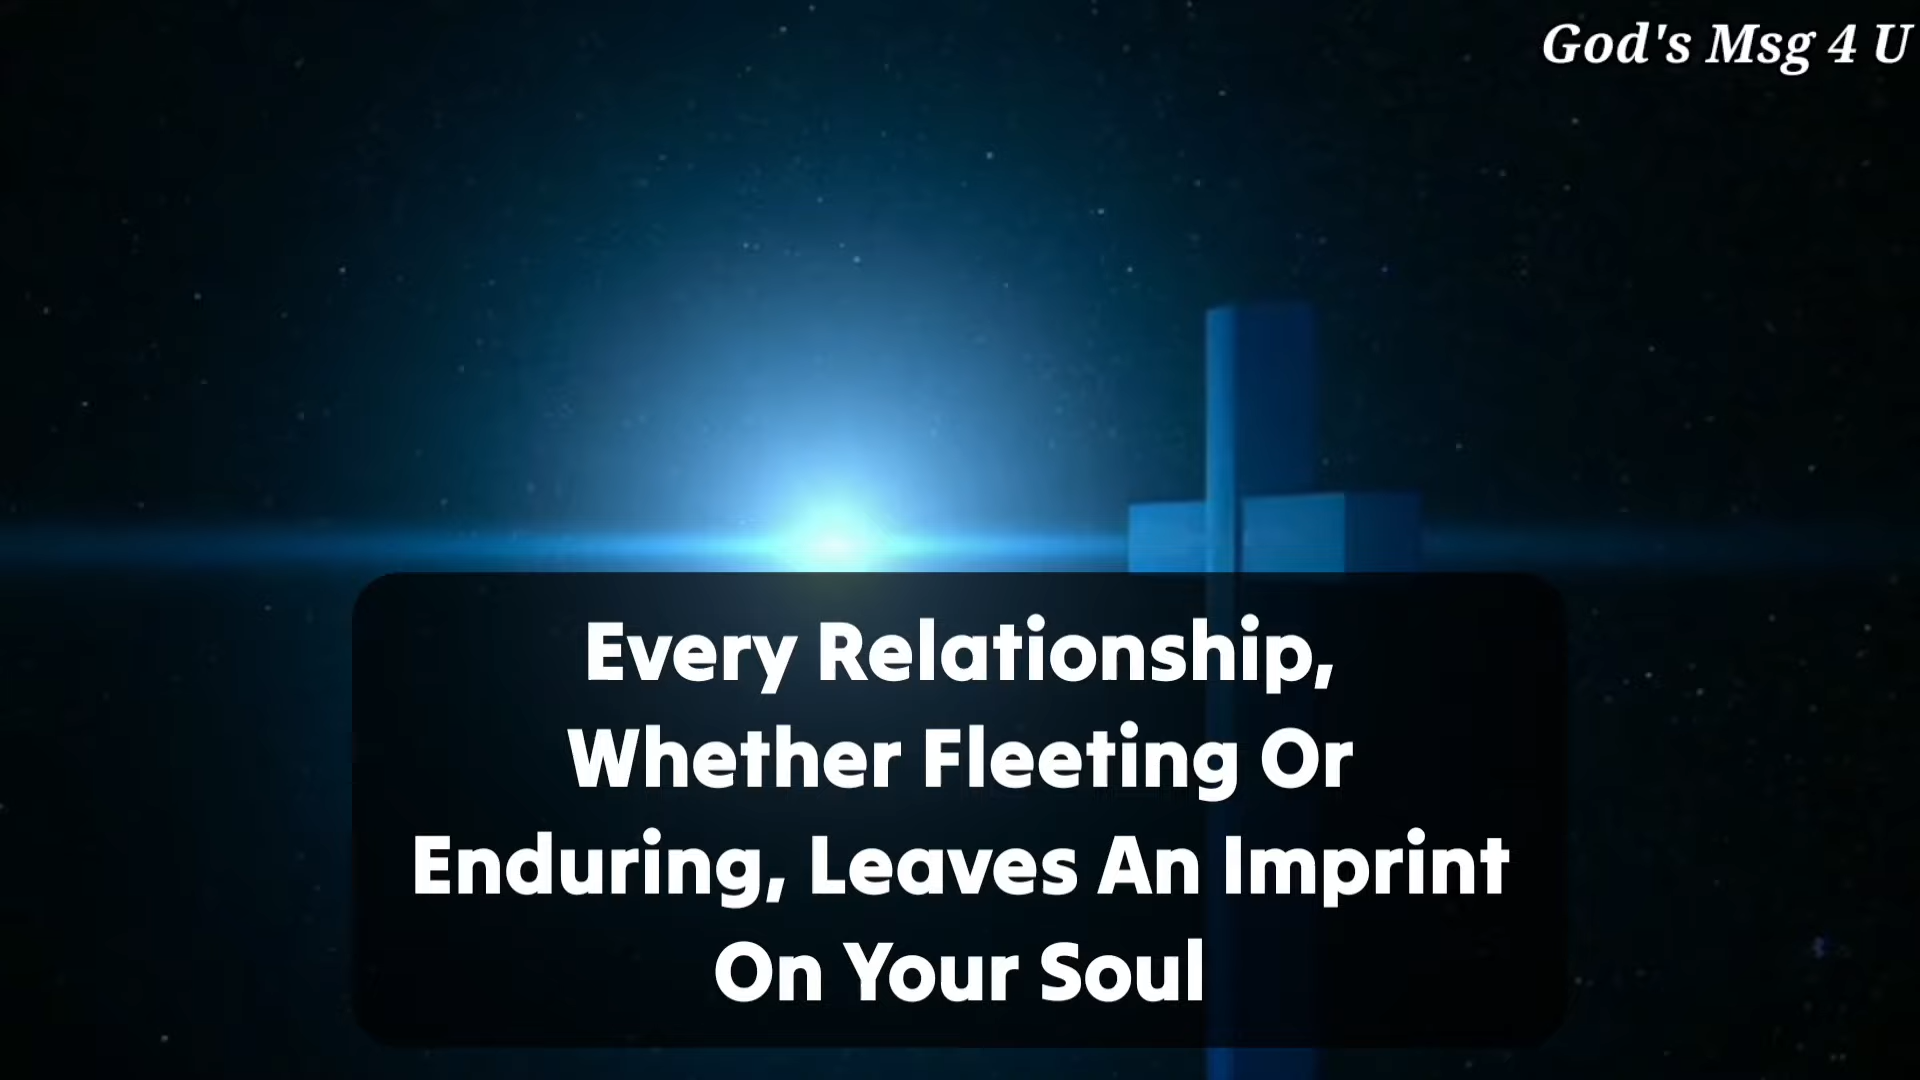 God's Msg 4 U
Every Relationship,
Whether Fleeting Or
Enduring, Leaves An Imprint
On Your Soul